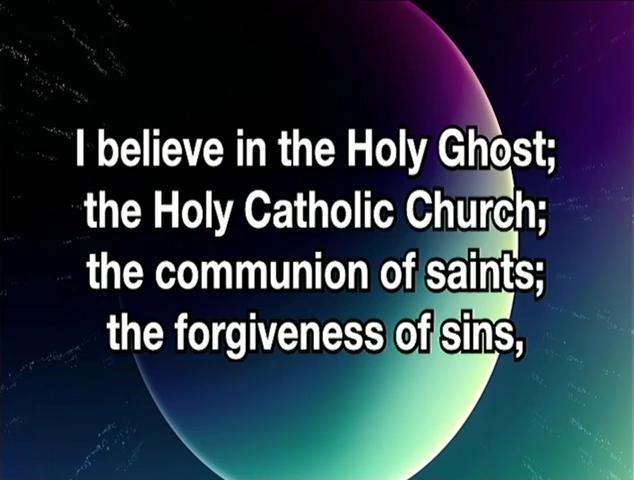 I believe in the Holy Ghost;
the Holy Catholic Church;
the communion of saints;
the forgiveness of sins,